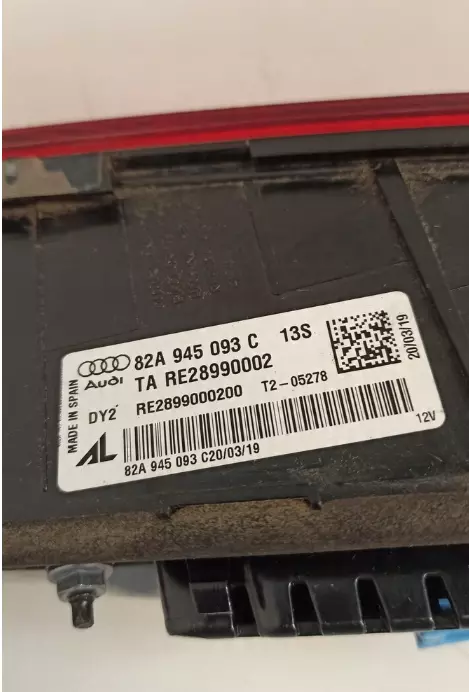 82A 945 093 C 13S
Audi TA RE28990002
DY2 RE2899000200 T2-05278
MADE IN SPAIN
20/03/19
AL
12V
82A 945 093 C20/03/19